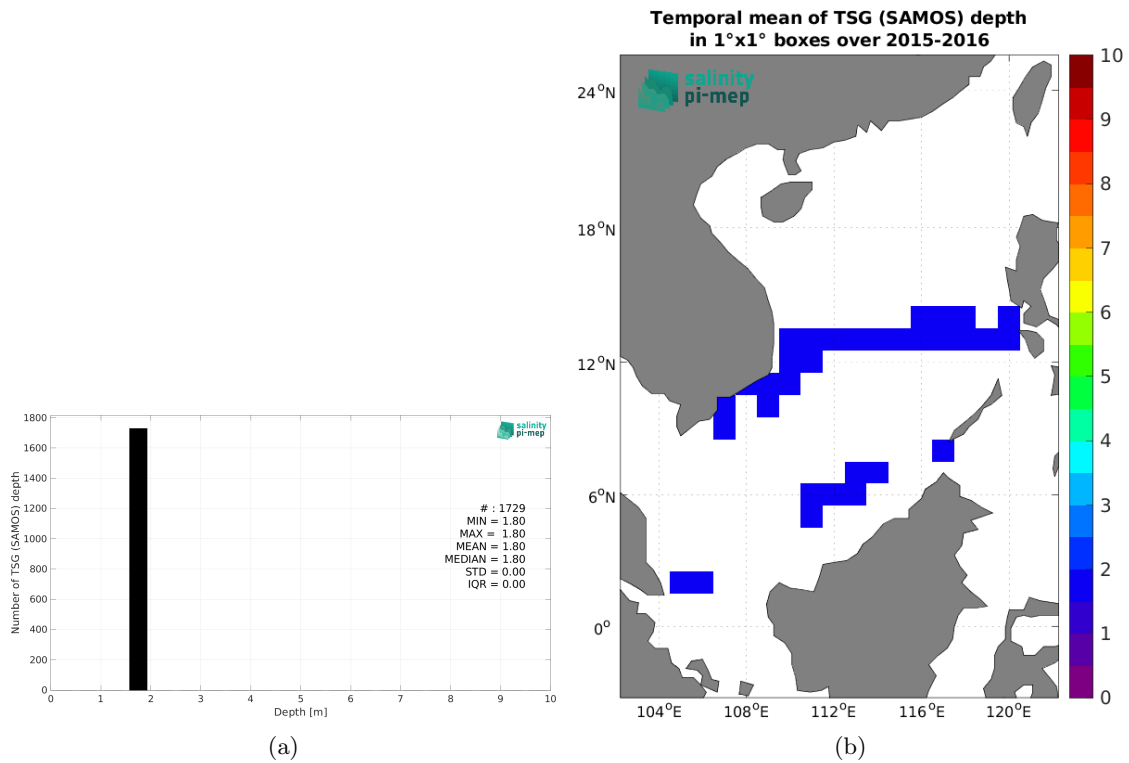 1800
1600
1400
1200
1000
800
600
400
200
0
Number of TSG (SAMOS) depth
0 1 2 3 4 5 6 7 8 9 10
Depth [m]
salinity
pi-mep
# : 1729
MIN = 1.80
MAX = 1.80
MEAN = 1.80
MEDIAN = 1.80
STD = 0.00
IQR = 0.00
(a)
Temporal mean of TSG (SAMOS) depth
in 1°x1° boxes over 2015-2016
salinity
pi-mep
24°N
18°N
12°N
6°N
0°
104°E 108°E 112°E 116°E 120°E
10
9
8
7
6
5
4
3
2
1
0
(b)